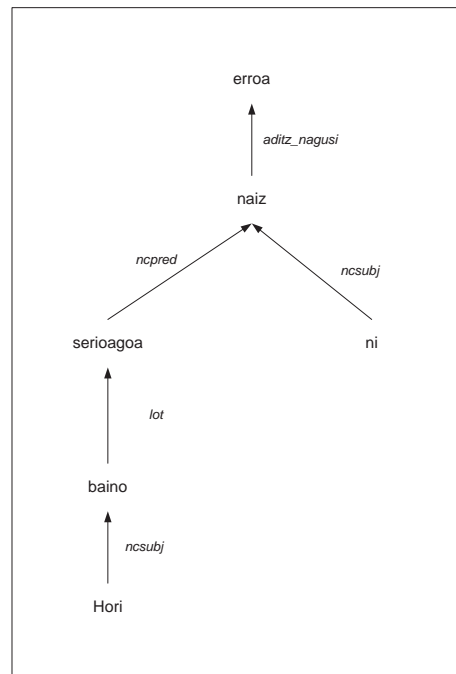 erroa
aditz_nagusi
naiz
ncpred
ncsubj
serioagoa
ni
lot
baino
ncsubj
Hori